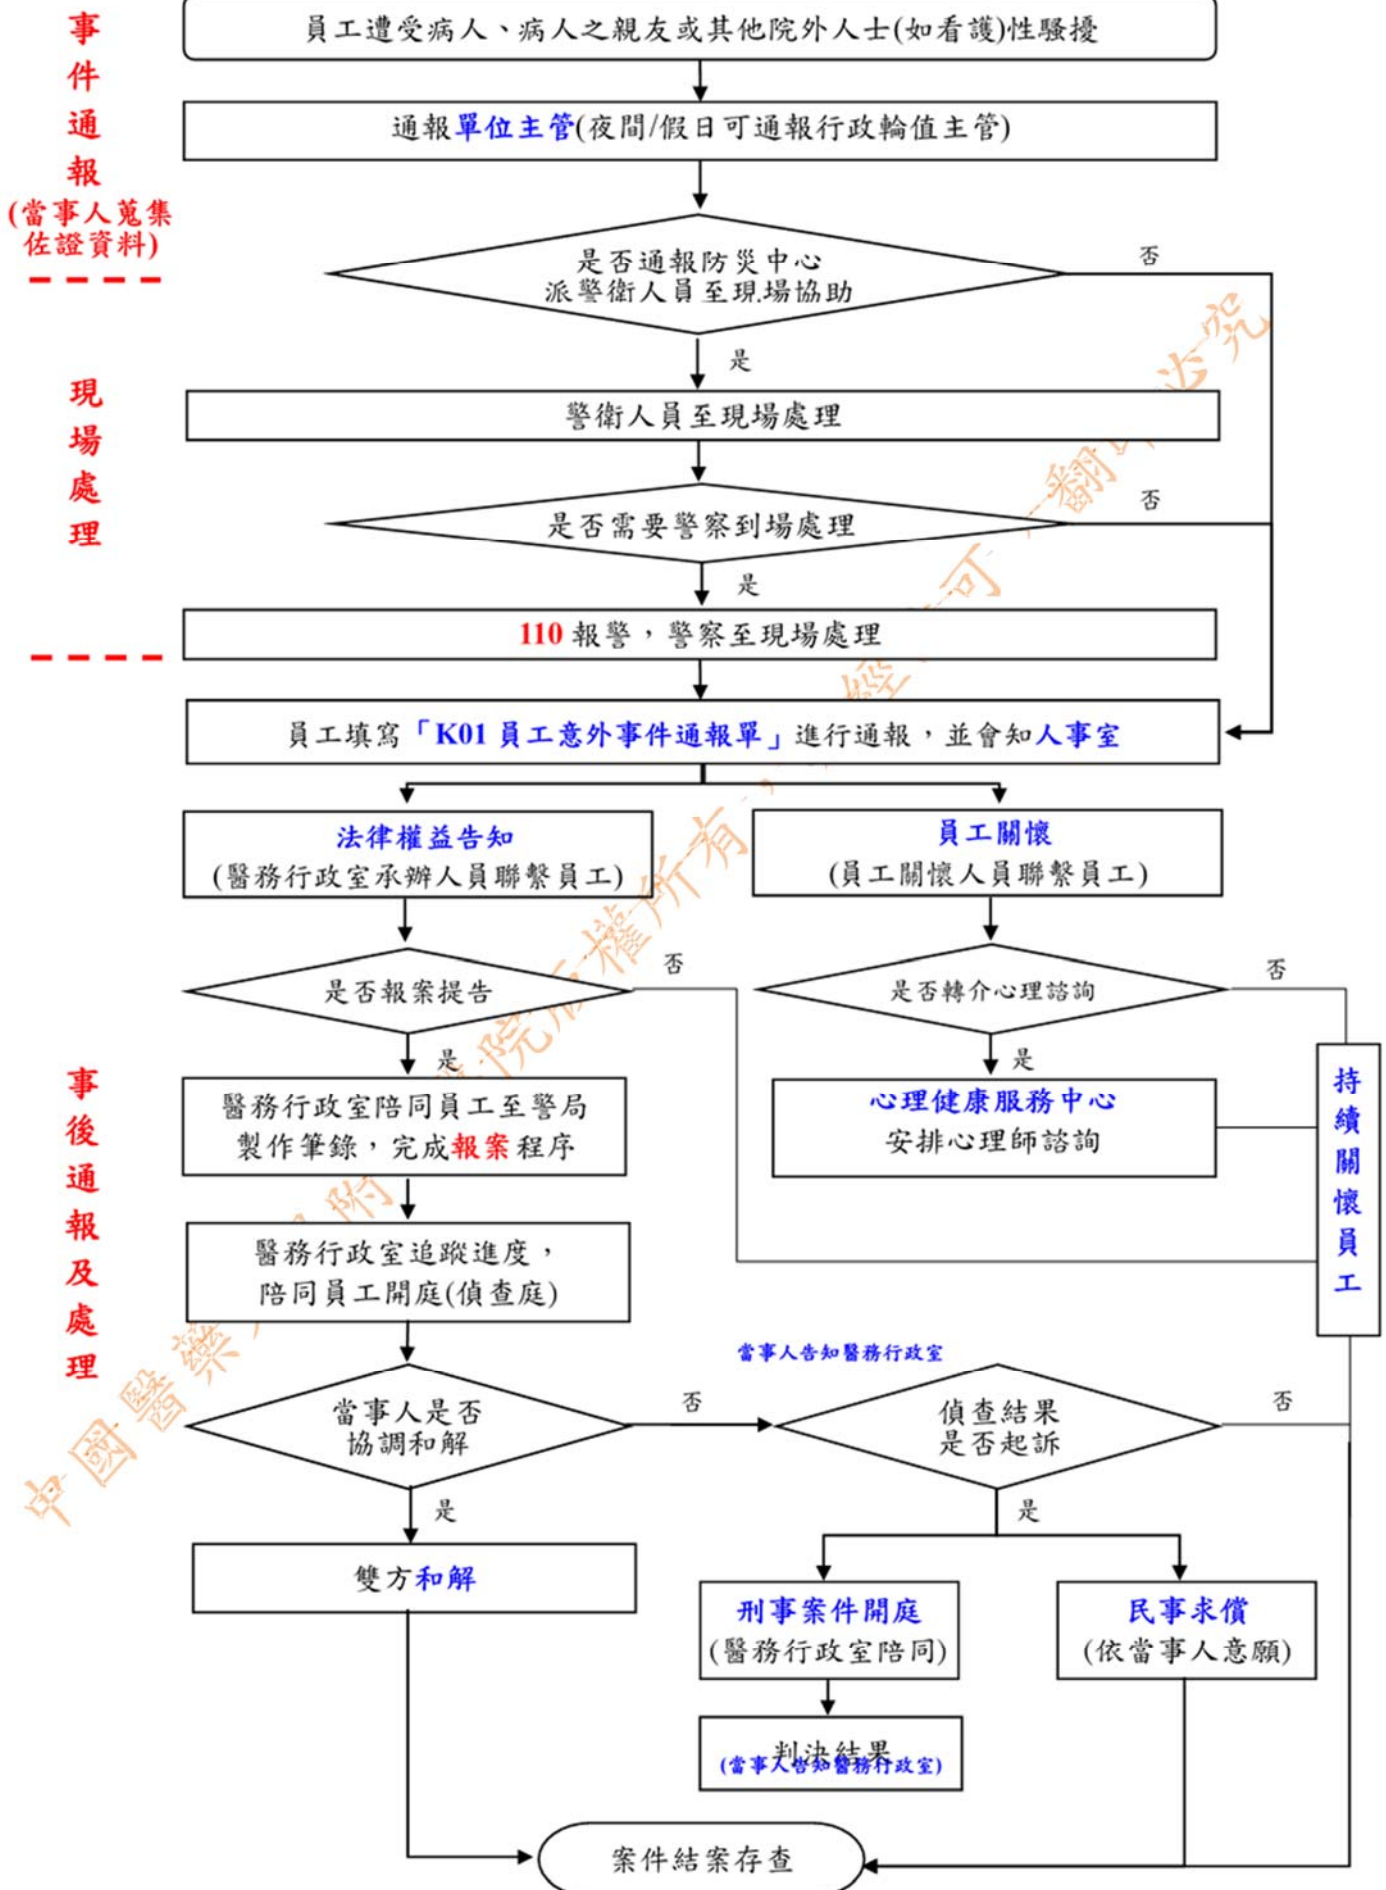 事件通報
(當事人蒐集
佐證資料)
員工遭受病人、病人之親友或其他院外人士(如看護)性騷擾
通報單位主管(夜間/假日可通報行政輪值主管)
是否通報防災中心
派警衛人員至現場協助
否
是
現場處理
警衛人員至現場處理
是否需要警察到場處理
否
是
110報警，警察至現場處理
員工填寫「K01 員工意外事件通報單」進行通報，並會知人事室
事後通報及處理
法律權益告知
(醫務行政室承辦人員聯繫員工)
員工關懷
(員工關懷人員聯繫員工)
是否報案提告
否
是
是否轉介心理諮詢
否
是
醫務行政室陪同員工至警局
製作筆錄，完成報案程序
心理健康服務中心
安排心理師諮詢
持續關懷員工
醫務行政室追蹤進度，
陪同員工開庭(偵查庭)
當事人是否
協調和解
否
是
當事人告知醫務行政室
偵查結果
是否起訴
否
是
雙方和解
刑事案件開庭
(醫務行政室陪同)
民事求償
(依當事人意願)
判決結果
(當事人告知醫務行政室)
案件結案存查